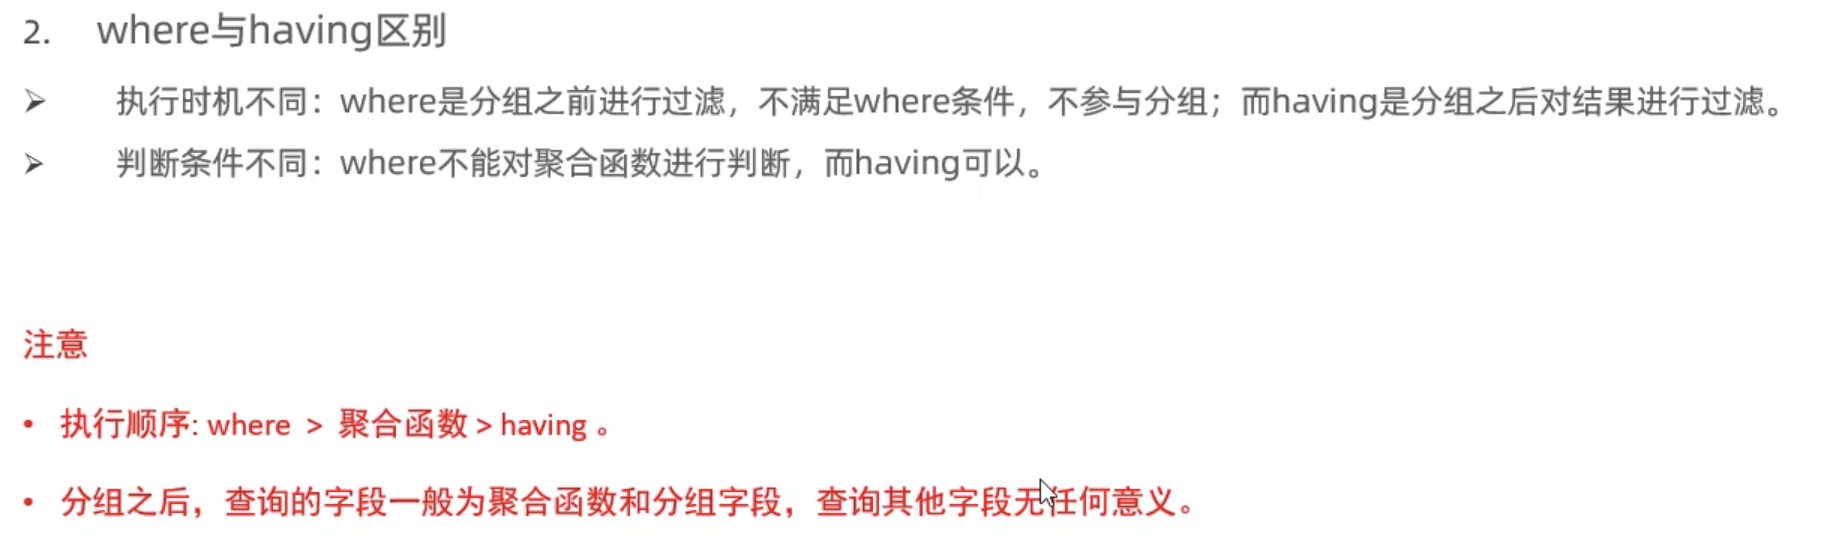 2. where与having区别
➢ 执行时机不同：where是分组之前进行过滤，不满足where条件，不参与分组；而having是分组之后对结果进行过滤。
➢ 判断条件不同：where不能对聚合函数进行判断，而having可以。
注意
• 执行顺序: where > 聚合函数 > having 。
• 分组之后，查询的字段一般为聚合函数和分组字段，查询其他字段无任何意义。